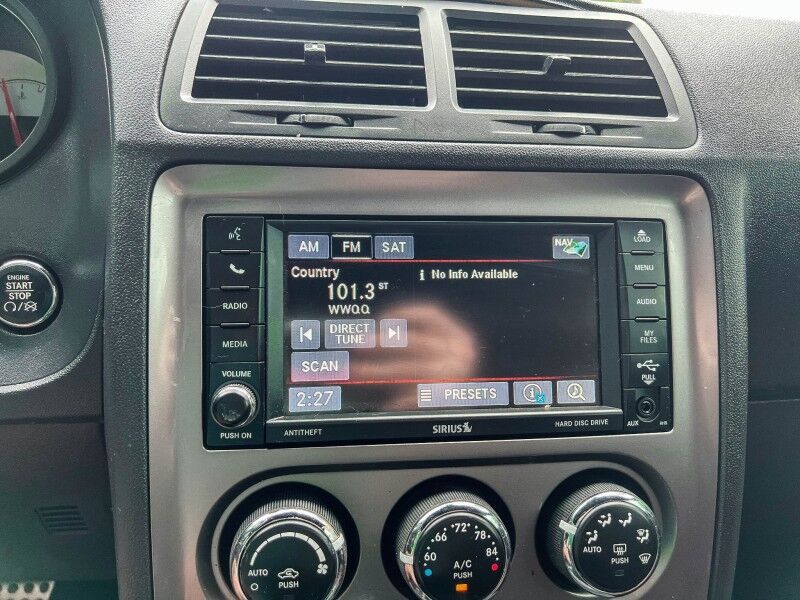 ENGINE
START
STOP
AM FM SAT
NAV
Country
i No Info Available
101.3 ST
WWQQ
DIRECT
TUNE
SCAN
2:27
PRESETS
RADIO
MEDIA
VOLUME
PUSH ON
LOAD
MENU
AUDIO
MY
FILES
PULL
AUX
ANTITHEFT
SIRIUS
HARD DISC DRIVE
AUTO
PUSH
60 66 72 78 84
A/C
PUSH
AUTO
PUSH